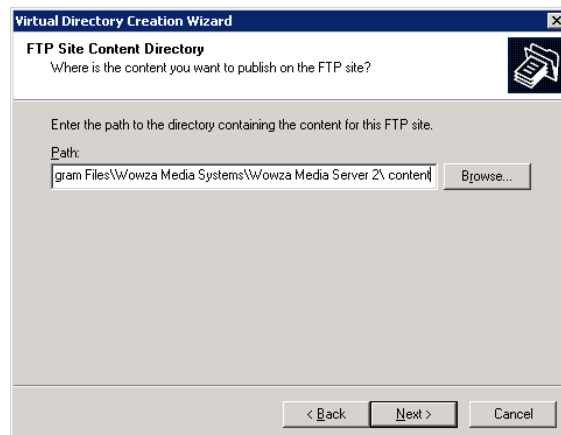 Virtual Directory Creation Wizard
FTP Site Content Directory
Where is the content you want to publish on the FTP site?
Enter the path to the directory containing the content for this FTP site.
Path:
gram Files\Wowza Media Systems\Wowza Media Server 2\ content
Browse...
< Back
Next >
Cancel